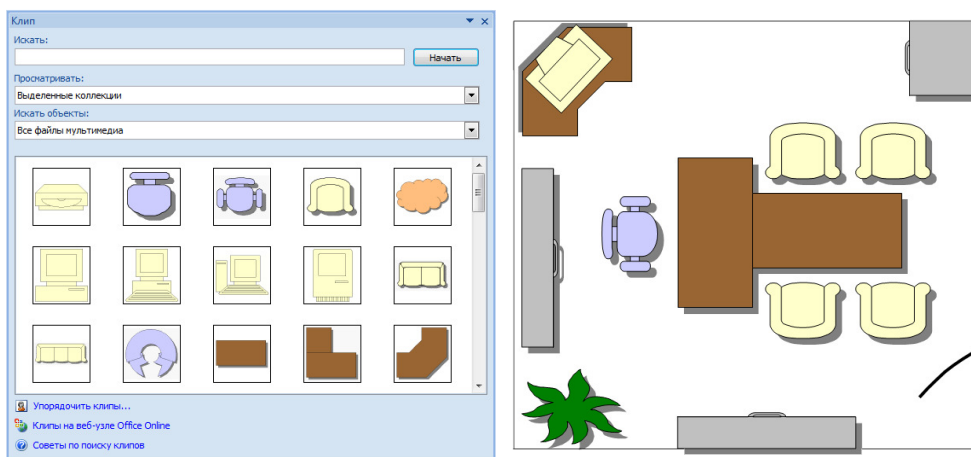 Клип
Искать:
Начать
Просматривать:
Выделенные коллекции
Искать объекты:
Все файлы мультимедиа
Упорядочить клипы...
Клипы на веб-узле Office Online
Советы по поиску клипов